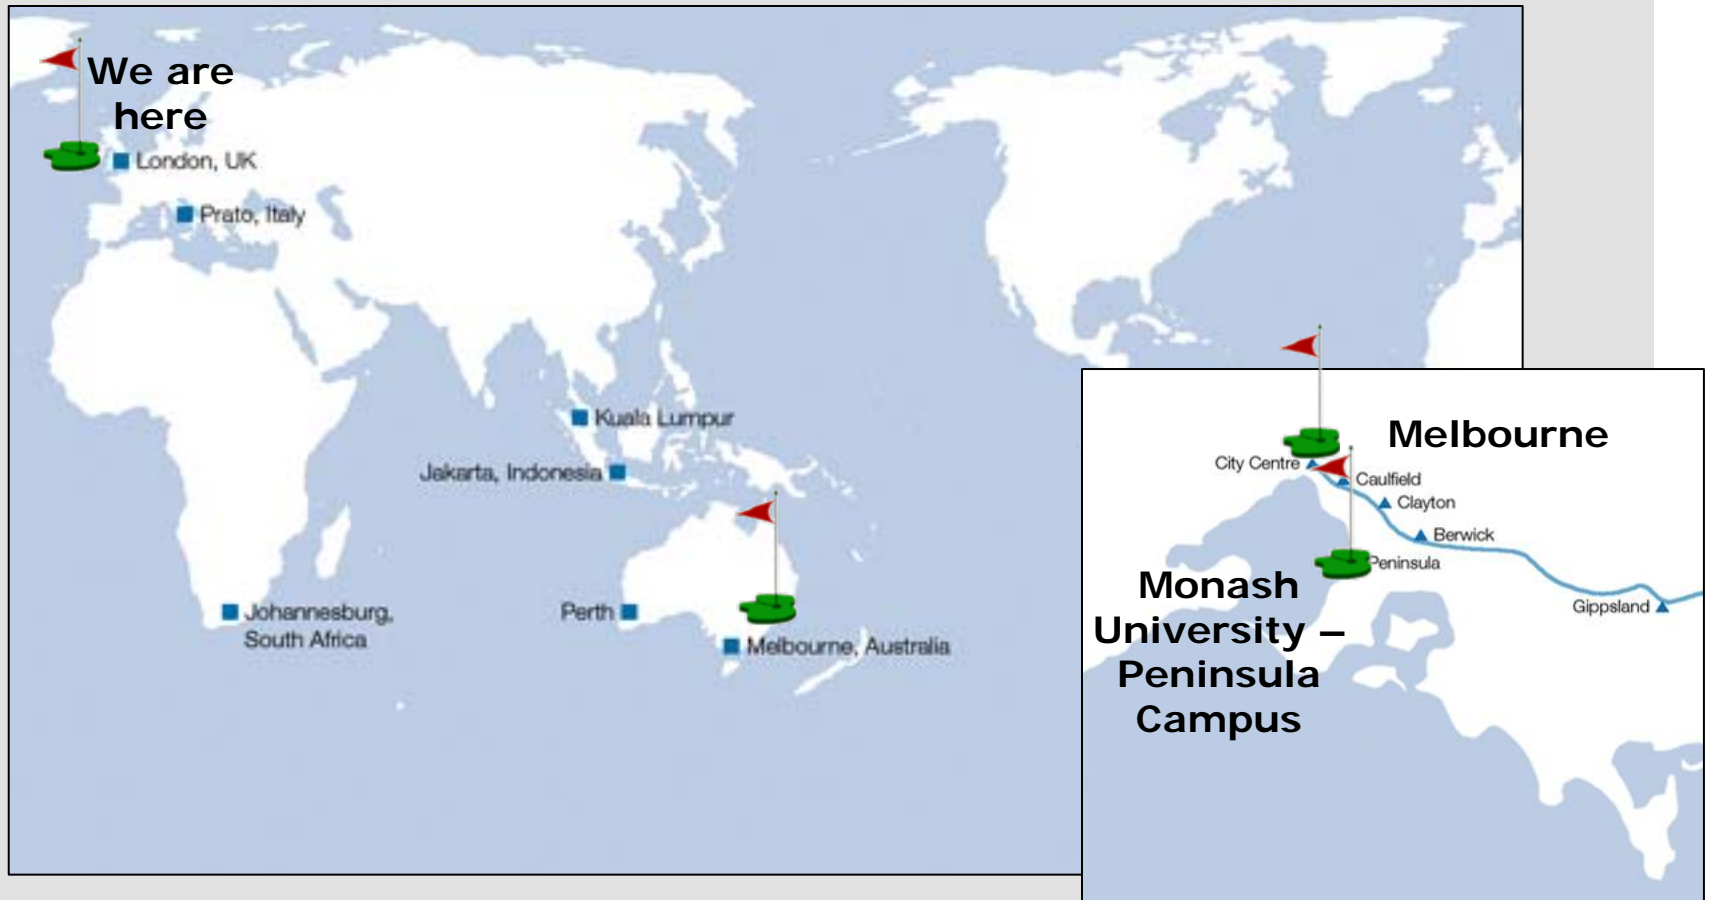 We are
here
London, UK
Prato, Italy
Kuala Lumpur
Jakarta, Indonesia
Johannesburg,
South Africa
Perth
Melbourne, Australia
Melbourne
City Centre
Caulfield
Clayton
Berwick
Peninsula
Gippsland
Monash
University –
Peninsula
Campus